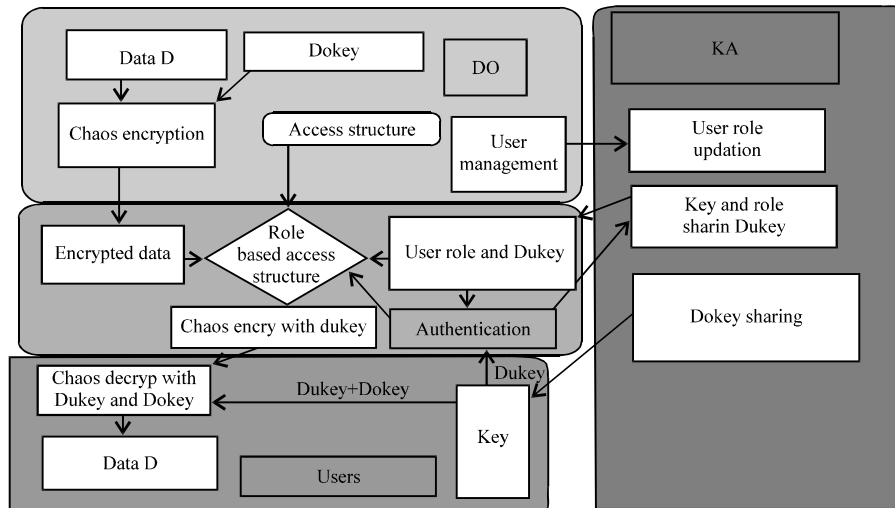 Data D
Dokey
DO
KA
Chaos encryption
Access structure
User
management
User role
updation
Key and role
sharin Dukey
Encrypted data
Role
based access
structure
User role and Dukey
Chaos encry with dukey
Authentication
Dokey sharing
Chaos decryp with
Dukey and Dokey
Dukey+Dokey
Dukey
Key
Data D
Users